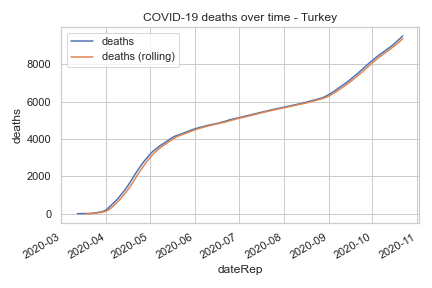 COVID-19 deaths over time - Turkey
deaths
deaths (rolling)
deaths
8000
6000
4000
2000
0
2020-03
2020-04
2020-05
2020-06
2020-07
2020-08
2020-09
2020-10
2020-11
dateRep